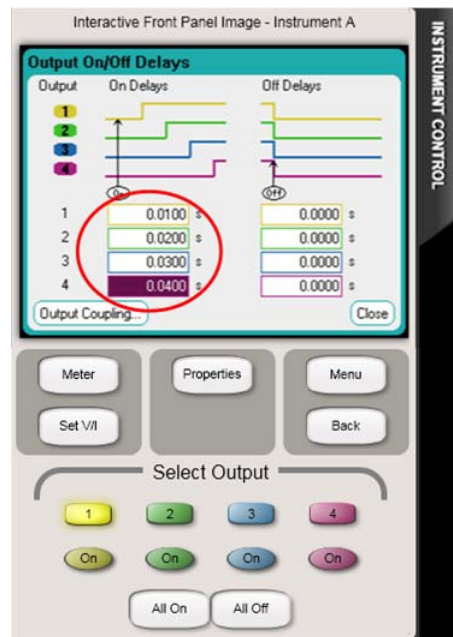 Interactive Front Panel Image - Instrument A
INSTRUMENT CONTROL
Output On/Off Delays
Output On Delays Off Delays
1
2
3
4
On Off
1 0.0100 s 0.0000 s
2 0.0200 s 0.0000 s
3 0.0300 s 0.0000 s
4 0.0400 s 0.0000 s
Output Coupling... Close
Meter Properties Menu
Set V/I Back
Select Output
1 2 3 4
On On On On
All On All Off